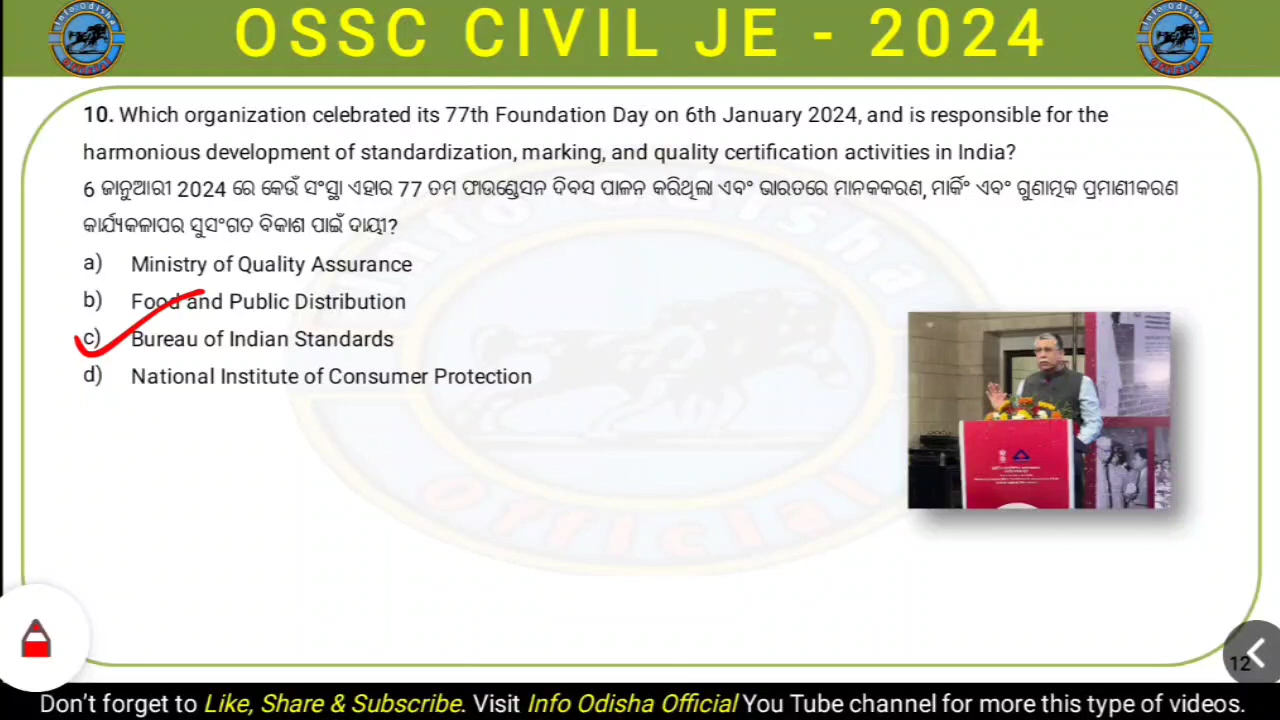 OSSC CIVIL JE - 2024
10. Which organization celebrated its 77th Foundation Day on 6th January 2024, and is responsible for the
harmonious development of standardization, marking, and quality certification activities in India?
6 ଜାନୁଆରୀ 2024 ରେ କେଉଁ ସଂସ୍ଥା ଏହାର 77 ତମ ଫାଉଣ୍ଡେସନ ଦିବସ ପାଳନ କରିଥିଲା ଏବଂ ଭାରତରେ ମାନକକରଣ, ମାର୍କିଂ ଏବଂ ଗୁଣାତ୍ମକ ପ୍ରମାଣୀକରଣ
କାର୍ଯ୍ୟକଳାପର ସୁସଂଗତ ବିକାଶ ପାଇଁ ଦାୟୀ?
a) Ministry of Quality Assurance
b) Food and Public Distribution
c) Bureau of Indian Standards
d) National Institute of Consumer Protection
Info Odisha
Official
12
Don't forget to Like, Share & Subscribe. Visit Info Odisha Official You Tube channel for more this type of videos.